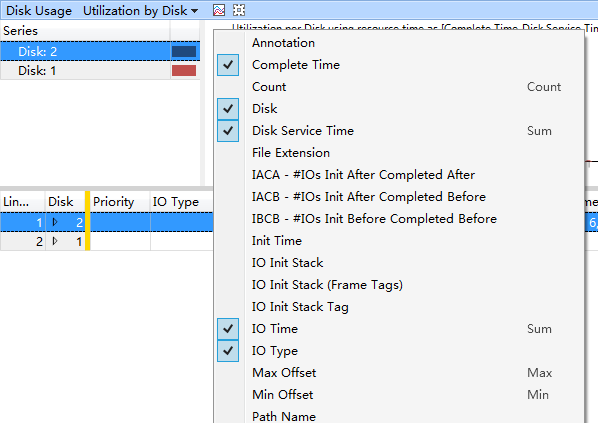 Disk Usage Utilization by Disk
Series
Utilization per Disk using resource time as [Complete Time-Disk Service Tim
Disk: 2
Disk: 1
Annotation
Complete Time
Count Count
Disk
Disk Service Time Sum
File Extension
IACA - #IOs Init After Completed After
IACB - #IOs Init After Completed Before
IBCB - #IOs Init Before Completed Before
Init Time
IO Init Stack
IO Init Stack (Frame Tags)
IO Init Stack Tag
IO Time Sum
IO Type
Max Offset Max
Min Offset Min
Path Name
Lin... Disk Priority IO Type me
1 2 6,
2 1